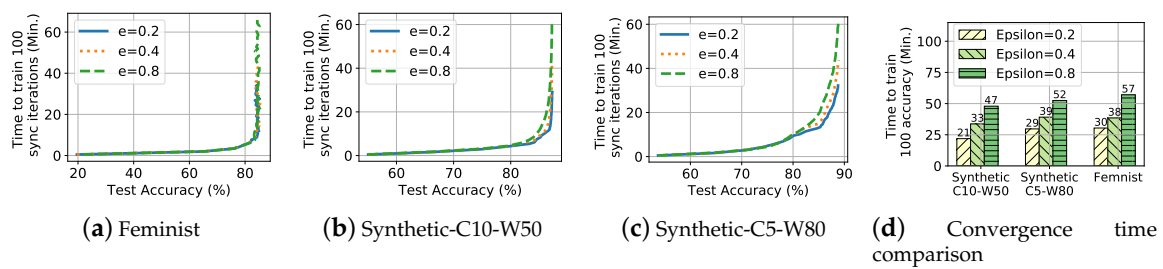 Time to train 100
sync iterations (Min.)
60
40
20
0
e=0.2
e=0.4
e=0.8
20 40 60 80
Test Accuracy (%)
(a) Feminist
Time to train 100
sync iterations (Min.)
60
40
20
0
e=0.2
e=0.4
e=0.8
60 70 80
Test Accuracy (%)
(b) Synthetic-C10-W50
Time to train 100
sync iterations (Min.)
60
40
20
0
e=0.2
e=0.4
e=0.8
60 70 80 90
Test Accuracy (%)
(c) Synthetic-C5-W80
Time to train
100 accuracy (Min.)
100
75
50
25
0
Epsilon=0.2
Epsilon=0.4
Epsilon=0.8
21 33 47 29 39 52 30 38 57
Synthetic
C10-W50
Synthetic
C5-W80
Femnist
(d) Convergence time
comparison